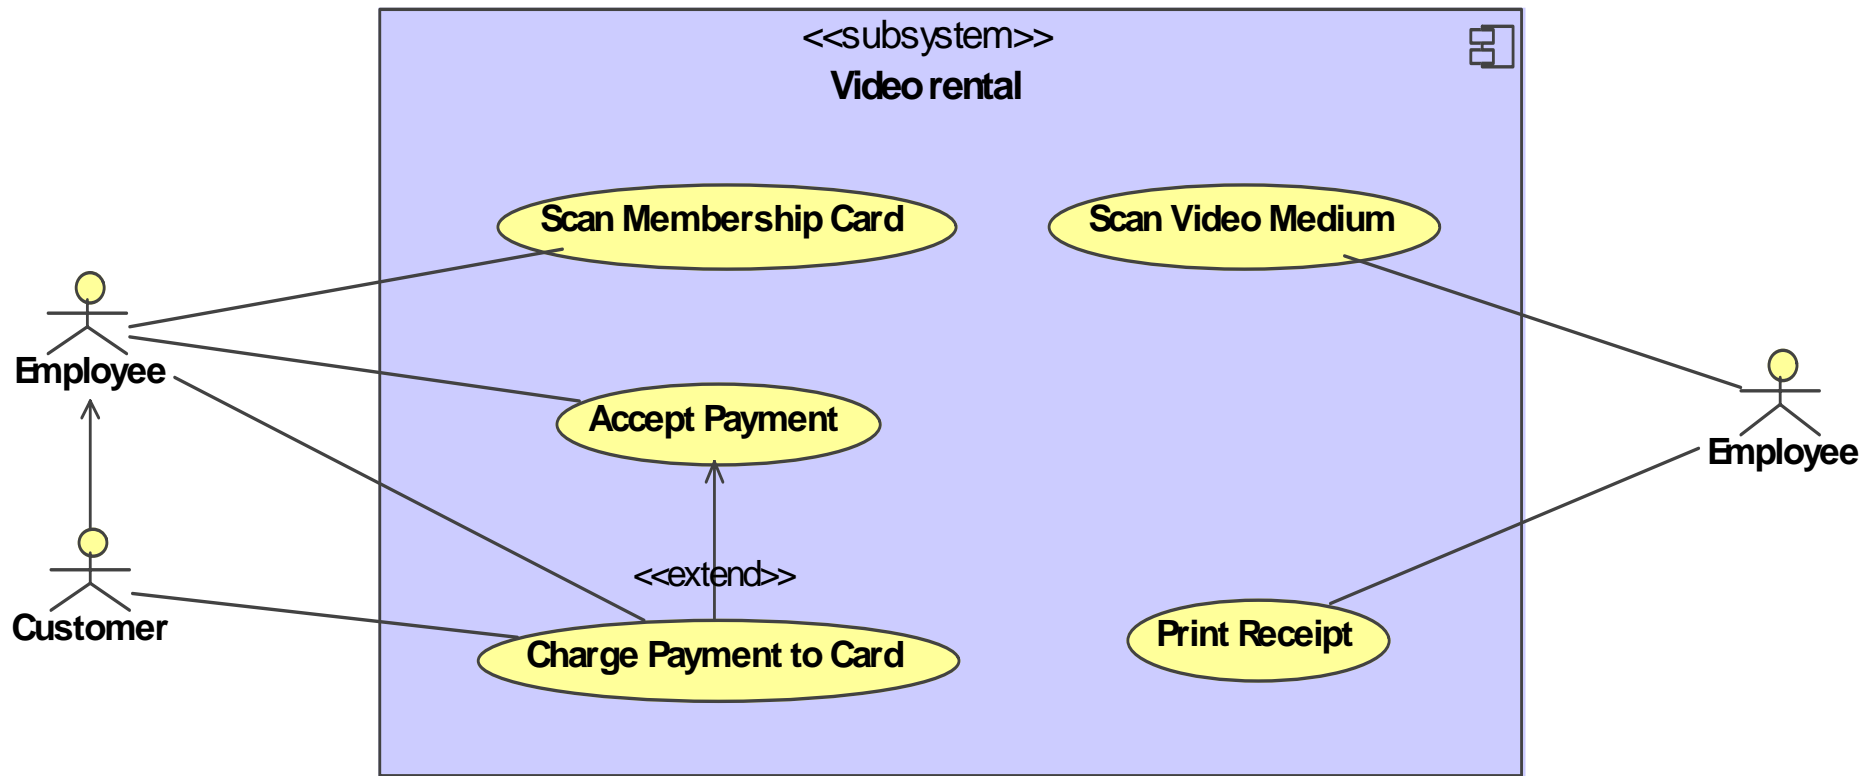 <<subsystem>>
Video rental
Scan Membership Card
Scan Video Medium
Employee
Accept Payment
Employee
<<extend>>
Customer
Charge Payment to Card
Print Receipt